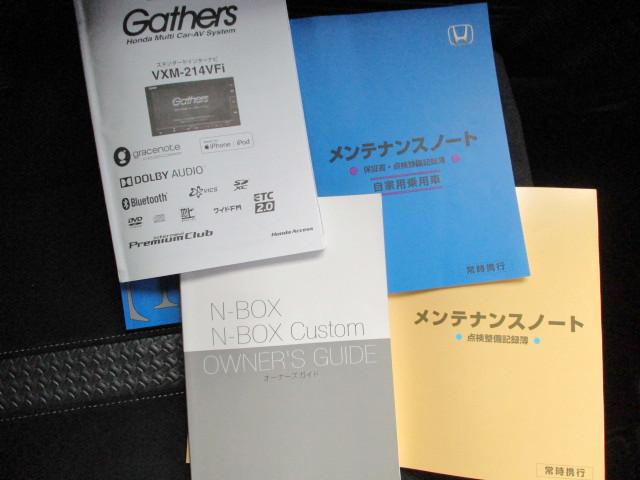 Gathers
Honda Multi Car-AV System
スタンダードインターナビ
VXM-214VFi
Gathers
gracenote
iPhone | iPod
DOLBY AUDIO
Bluetooth
VICS
SD XC
DVD
ワイドFM
ETC 2.0
internavi
PremiumClub
Honda Access
メンテナンスノート
保証書・点検整備記録簿
自家用乗用車
常時携行
N-BOX
N-BOX Custom
OWNER'S GUIDE
オーナーズガイド
メンテナンスノート
点検整備記録簿
常時携行